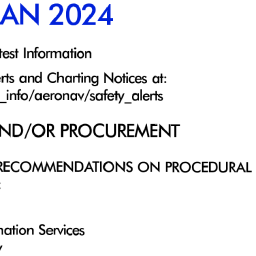 AN 2024
test Information
rts and Charting Notices at:
_info/aeronav/safety_alerts
ND/OR PROCUREMENT
RECOMMENDATIONS ON PROCEDURAL
mation Services